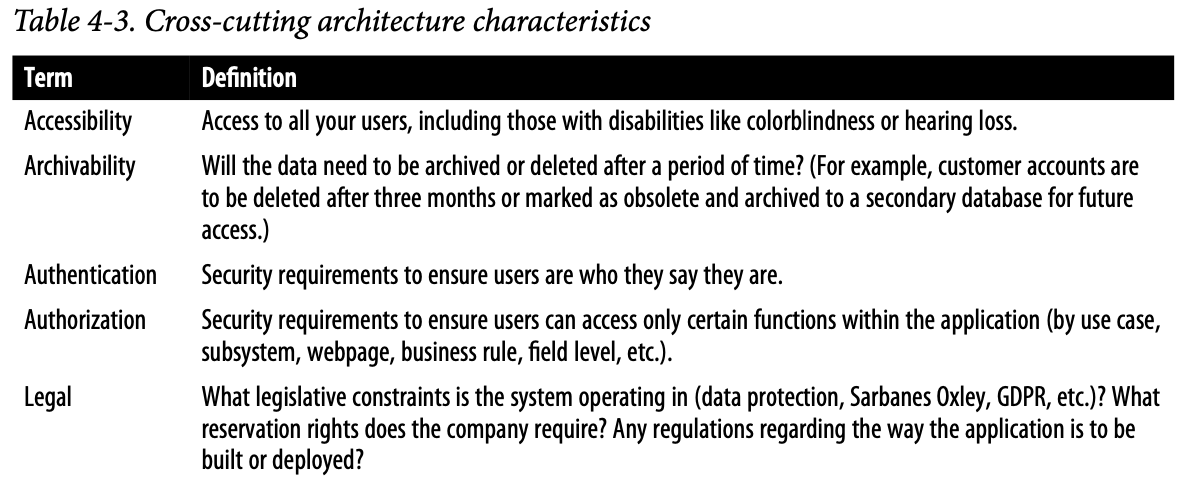 Table 4-3. Cross-cutting architecture characteristics
Term Definition
Accessibility Access to all your users, including those with disabilities like colorblindness or hearing loss.
Archivability Will the data need to be archived or deleted after a period of time? (For example, customer accounts are
to be deleted after three months or marked as obsolete and archived to a secondary database for future
access.)
Authentication Security requirements to ensure users are who they say they are.
Authorization Security requirements to ensure users can access only certain functions within the application (by use case,
subsystem, webpage, business rule, field level, etc.).
Legal What legislative constraints is the system operating in (data protection, Sarbanes Oxley, GDPR, etc.)? What
reservation rights does the company require? Any regulations regarding the way the application is to be
built or deployed?